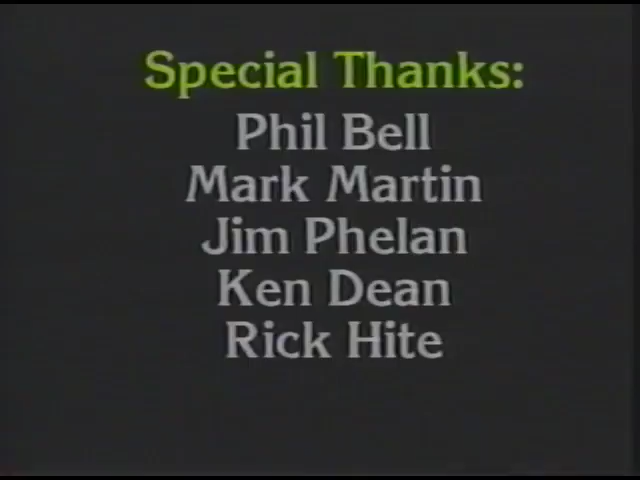 Special Thanks:
Phil Bell
Mark Martin
Jim Phelan
Ken Dean
Rick Hite